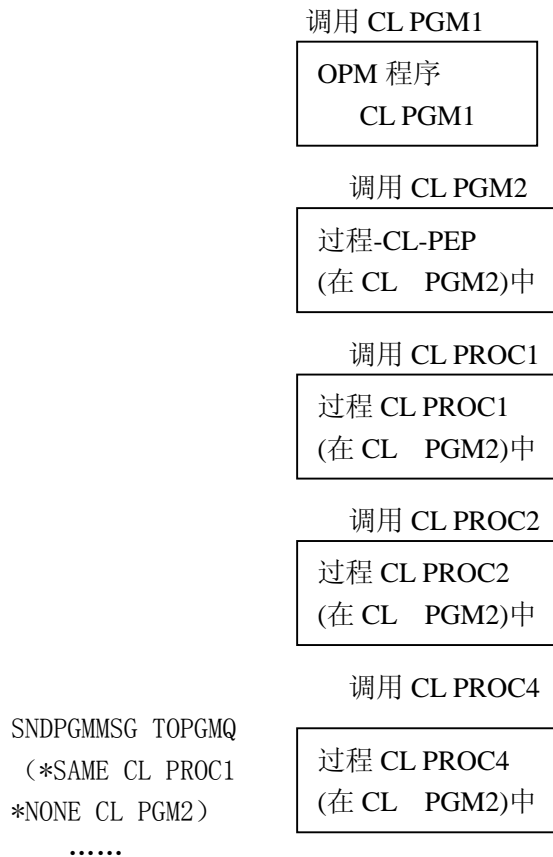 调用 CL PGM1
OPM 程序
CL PGM1
调用 CL PGM2
过程-CL-PEP
(在 CL PGM2)中
调用 CL PROC1
过程 CL PROC1
(在 CL PGM2)中
调用 CL PROC2
过程 CL PROC2
(在 CL PGM2)中
调用 CL PROC4
过程 CL PROC4
(在 CL PGM2)中
SNDPGMMSG TOPGMQ
（*SAME CL PROC1
*NONE CL PGM2）
……